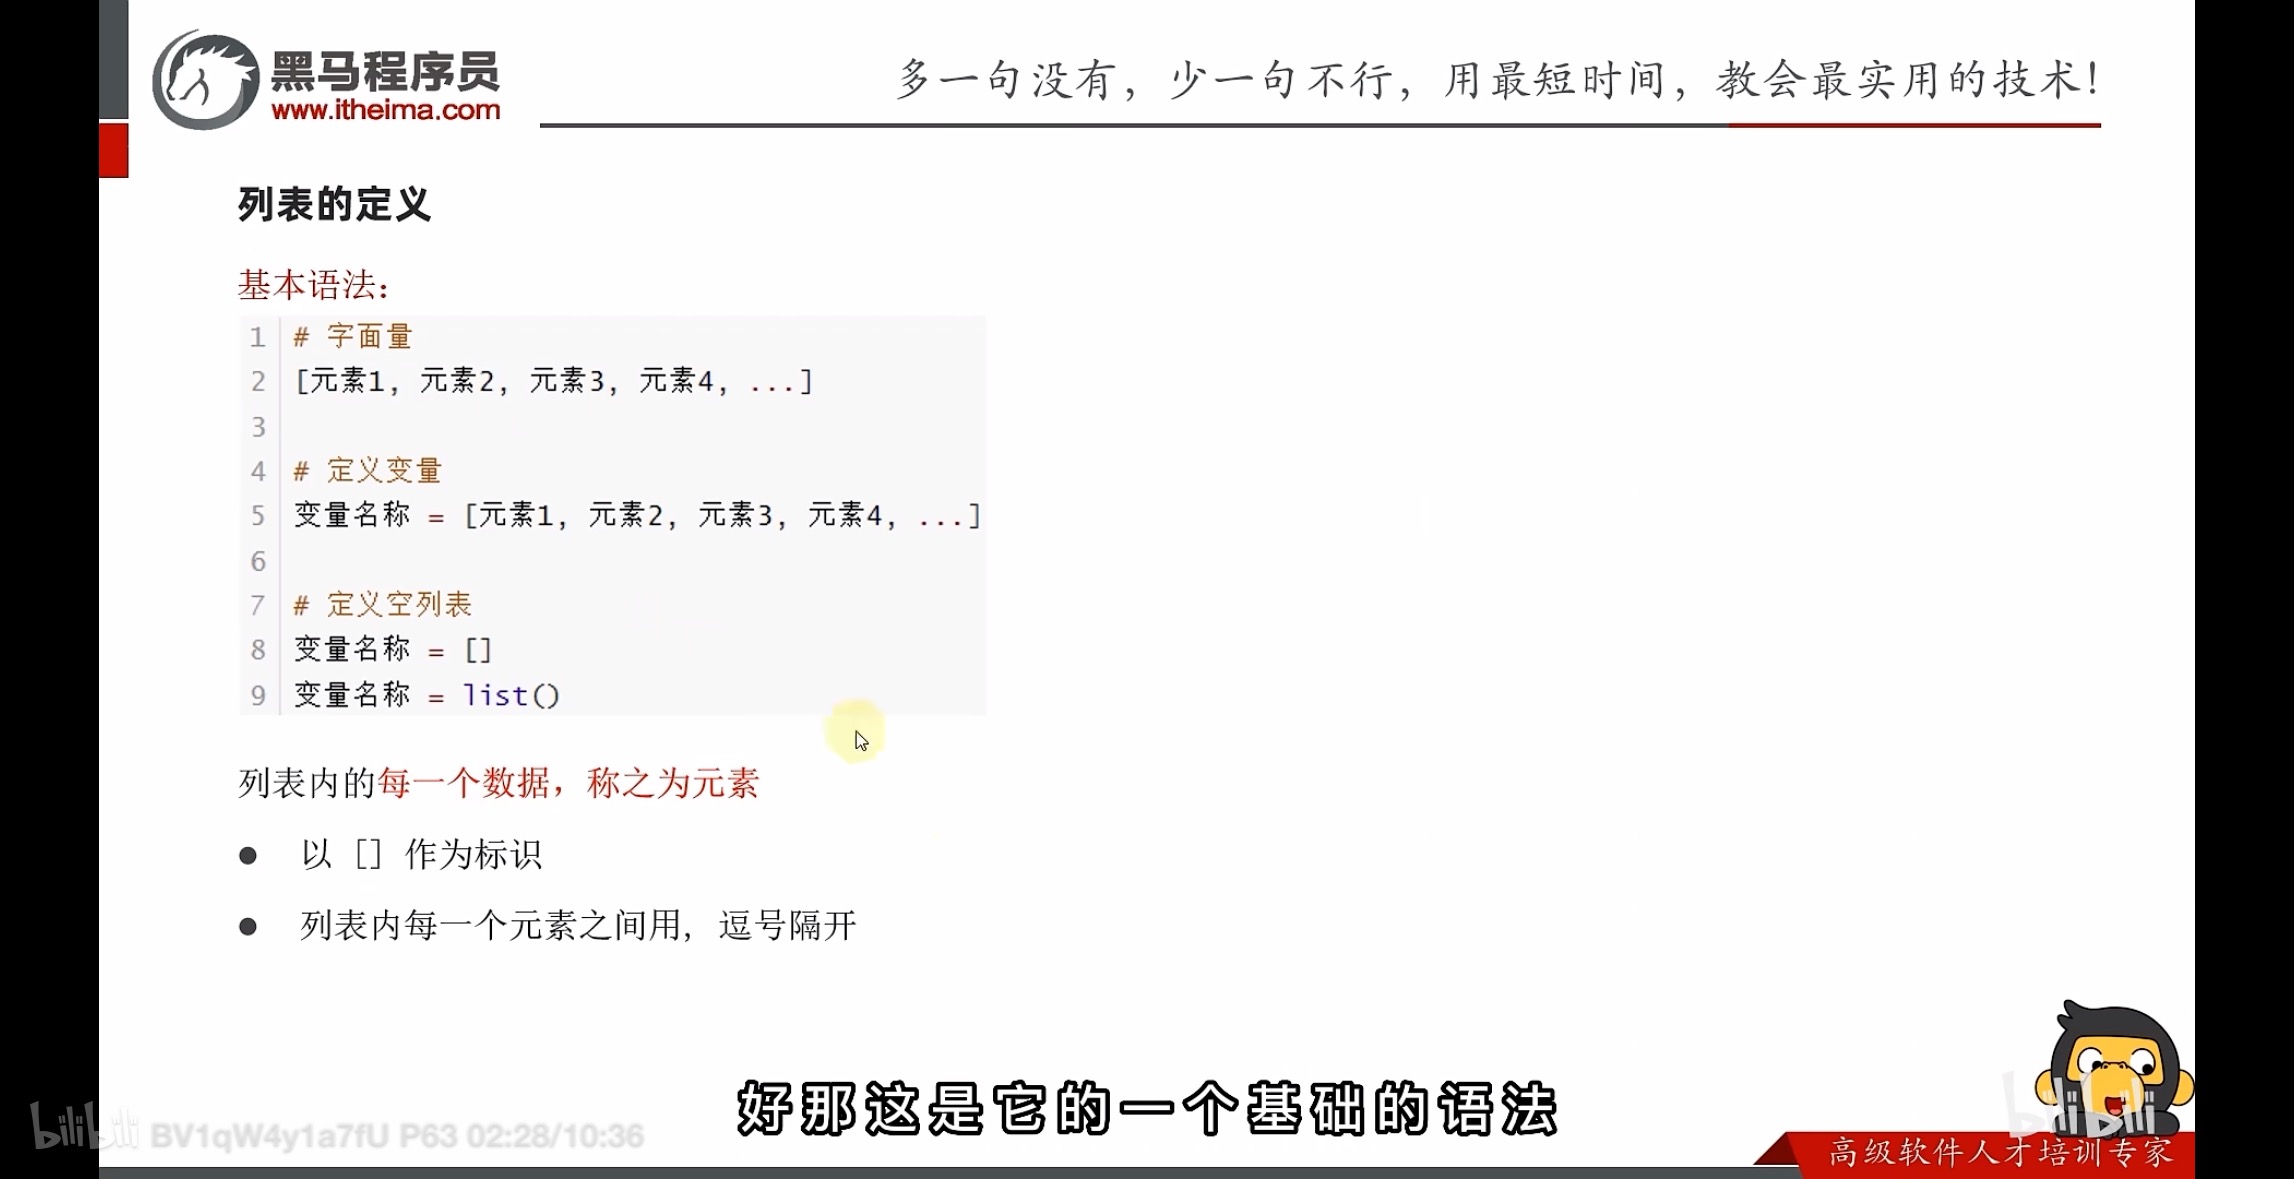 黑马程序员
www.itheima.com
多一句没有，少一句不行，用最短时间，教会最实用的技术！
列表的定义
基本语法：
1 # 字面量
2 [元素1, 元素2, 元素3, 元素4, ...]
3
4 # 定义变量
5 变量名称 = [元素1, 元素2, 元素3, 元素4, ...]
6
7 # 定义空列表
8 变量名称 = []
9 变量名称 = list()
列表内的每一个数据，称之为元素
● 以 [] 作为标识
● 列表内每一个元素之间用, 逗号隔开
好那这是它的一个基础的语法
bilibili BV1qW4y1a7fU P63 02:28/10:36
bilibili
高级软件人才培训专家